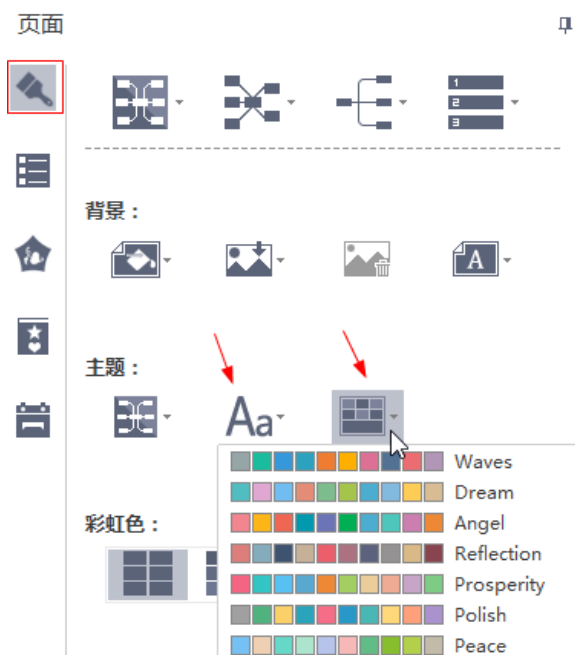 页面
1
2
3
背景：
A
主题：
Aa
Waves
Dream
Angel
彩虹色：
Reflection
Prosperity
Polish
Peace